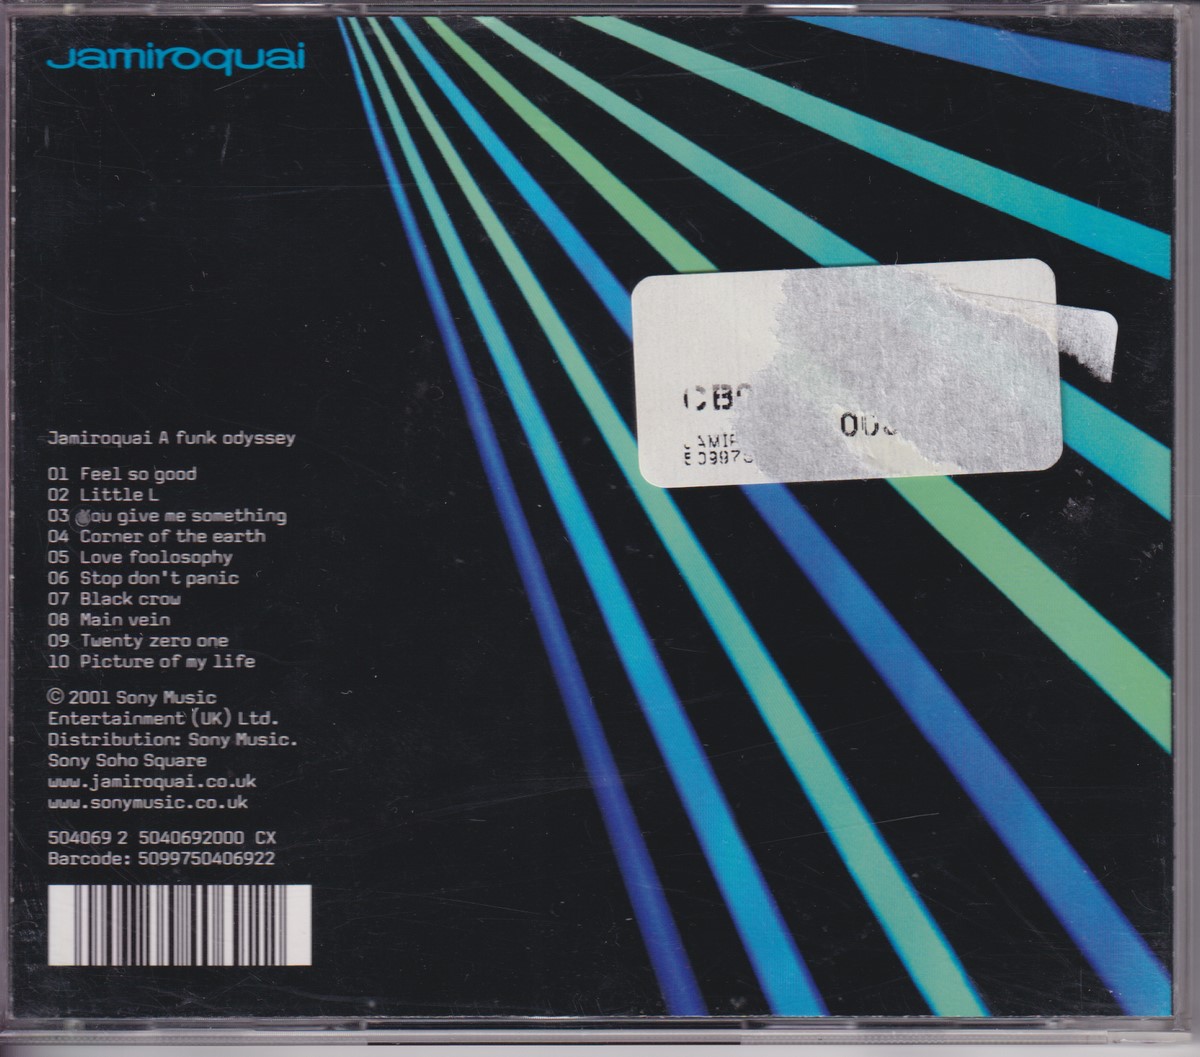 Jamiroquai
Jamiroquai A funk odyssey
01 Feel so good
02 Little L
03 You give me something
04 Corner of the earth
05 Love foolosophy
06 Stop don't panic
07 Black crow
08 Main vein
09 Twenty zero one
10 Picture of my life
© 2001 Sony Music
Entertainment (UK) Ltd.
Distribution: Sony Music.
Sony Soho Square
www.jamiroquai.co.uk
www.sonymusic.co.uk
504069 2 5040692000 CX
Barcode: 5099750406922